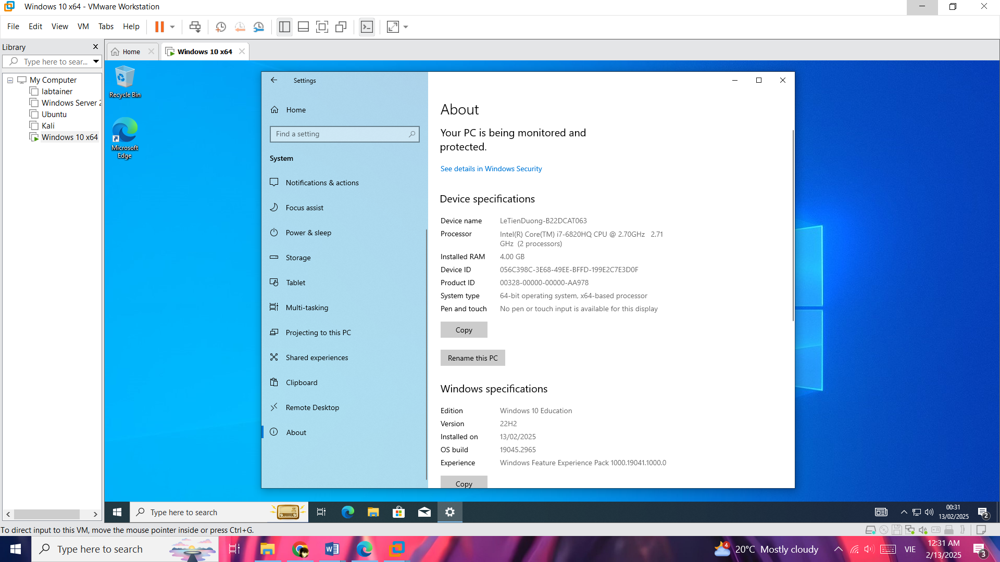 Windows 10 x64 - VMware Workstation
File Edit View VM Tabs Help
Library
Type here to sear...
My Computer
labtainer
Windows Server 2
Ubuntu
Kali
Windows 10 x64
Home
Windows 10 x64
Recycle Bin
Microsoft
Edge
Settings
Home
Find a setting
System
Notifications & actions
Focus assist
Power & sleep
Storage
Tablet
Multi-tasking
Projecting to this PC
Shared experiences
Clipboard
Remote Desktop
About
About
Your PC is being monitored and
protected.
See details in Windows Security
Device specifications
Device name LeTienDuong-B22DCAT063
Processor Intel(R) Core(TM) i7-6820HQ CPU @ 2.70GHz 2.71
GHz (2 processors)
Installed RAM 4.00 GB
Device ID 056C398C-3E68-49EE-BFFD-199E2C7E3D0F
Product ID 00328-00000-00000-AA978
System type 64-bit operating system, x64-based processor
Pen and touch No pen or touch input is available for this display
Copy
Rename this PC
Windows specifications
Edition Windows 10 Education
Version 22H2
Installed on 13/02/2025
OS build 19045.2965
Experience Windows Feature Experience Pack 1000.19041.1000.0
Copy
Type here to search
00:31
13/02/2025
2
To direct input to this VM, move the mouse pointer inside or press Ctrl+G.
Type here to search
4
20°C Mostly cloudy
VIE
12:31 AM
2/13/2025
3